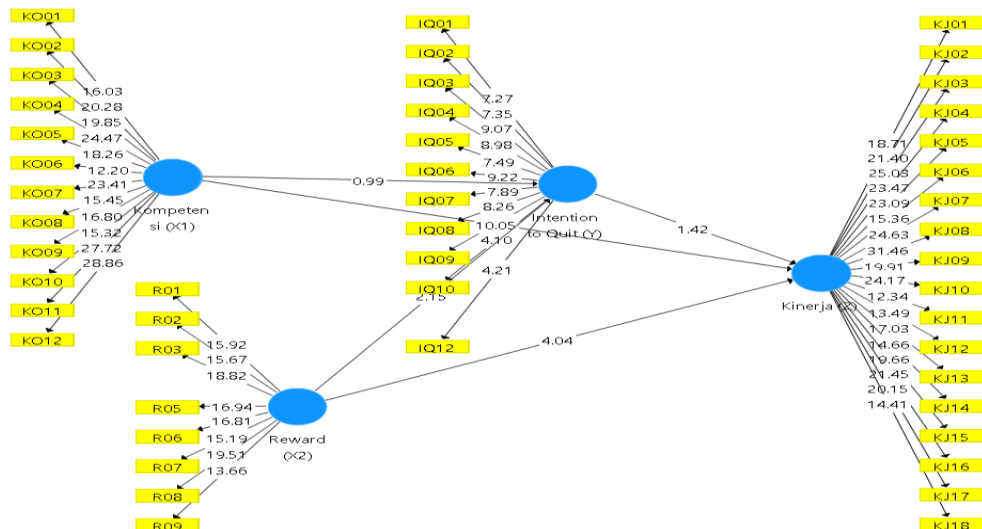 KO01
KO02
KO03
KO04
KO05
KO06
KO07
KO08
KO09
KO10
KO11
KO12
16.03
20.28
19.85
24.47
18.26
12.20
23.41
15.45
16.80
15.32
27.72
28.86
Kompeten
si (X1)
R01
R02
R03
R05
R06
R07
R08
R09
15.92
15.67
18.82
16.94
16.81
15.19
19.51
13.66
Reward
(X2)
0.99
2.15
IQ01
IQ02
IQ03
IQ04
IQ05
IQ06
IQ07
IQ08
IQ09
IQ10
IQ12
7.27
7.35
9.07
8.98
7.49
9.22
7.89
8.26
10.05
4.10
4.21
Intention
to Quit (Y)
1.42
4.04
Kinerja (Z)
18.71
21.40
25.03
23.47
23.09
15.36
24.63
31.46
19.91
24.17
12.34
13.49
17.03
14.66
19.66
21.45
20.15
14.41
KJ01
KJ02
KJ03
KJ04
KJ05
KJ06
KJ07
KJ08
KJ09
KJ10
KJ11
KJ12
KJ13
KJ14
KJ15
KJ16
KJ17
KJ18